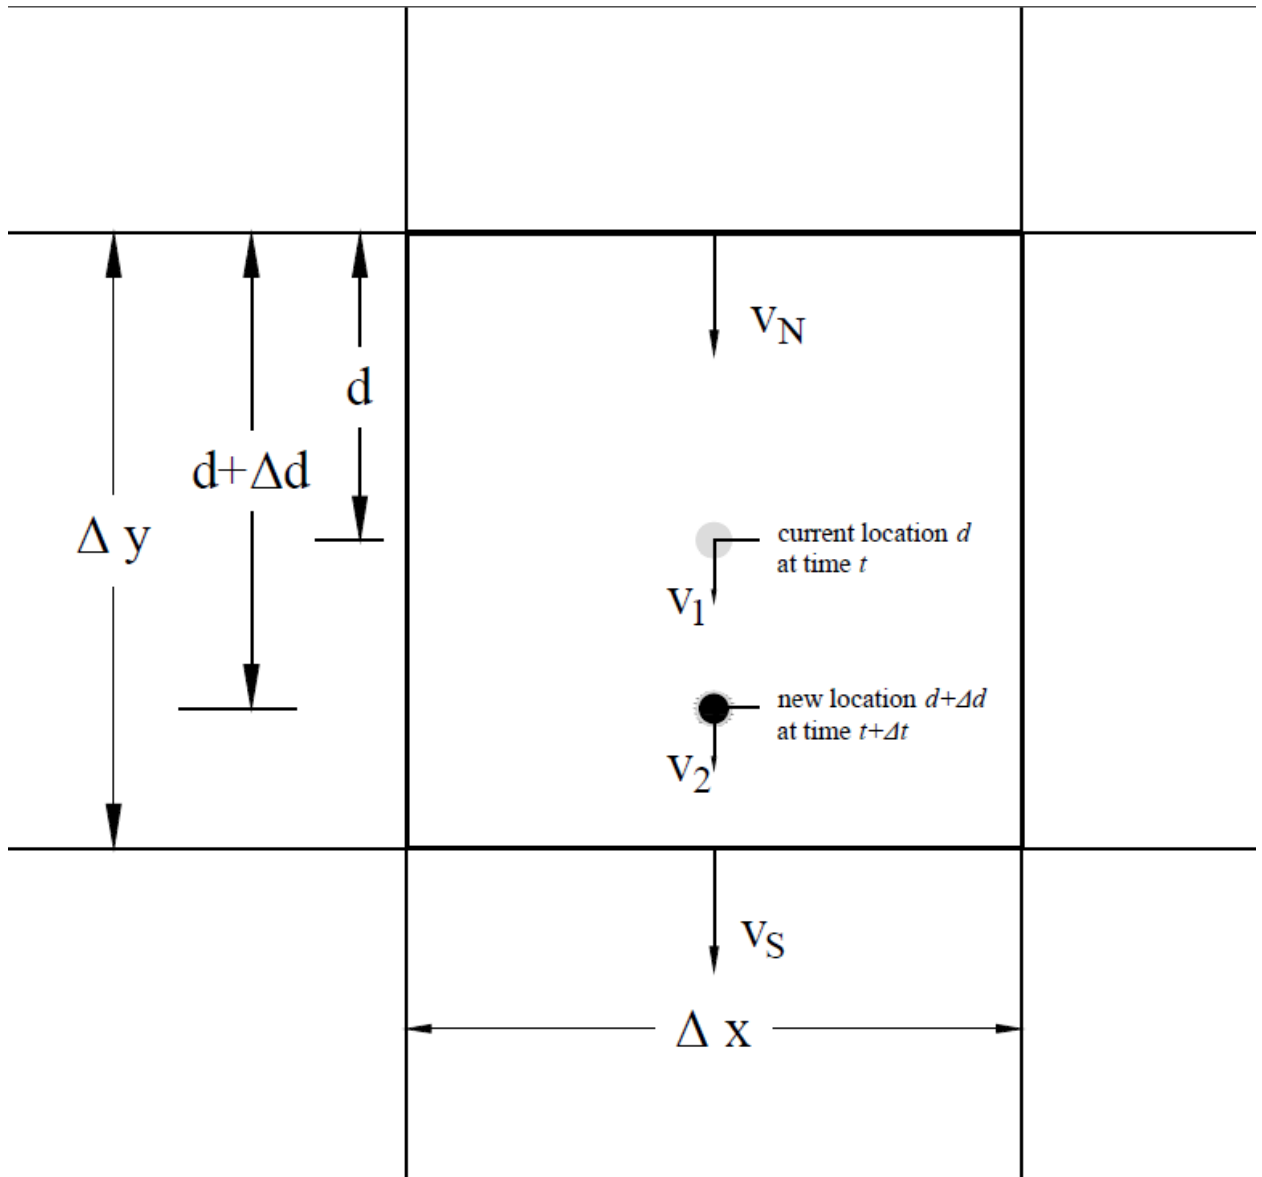 v_N
d
d+Δd
Δ y
current location d
at time t
v_1
new location d+Δd
at time t+Δt
v_2
v_S
Δ x